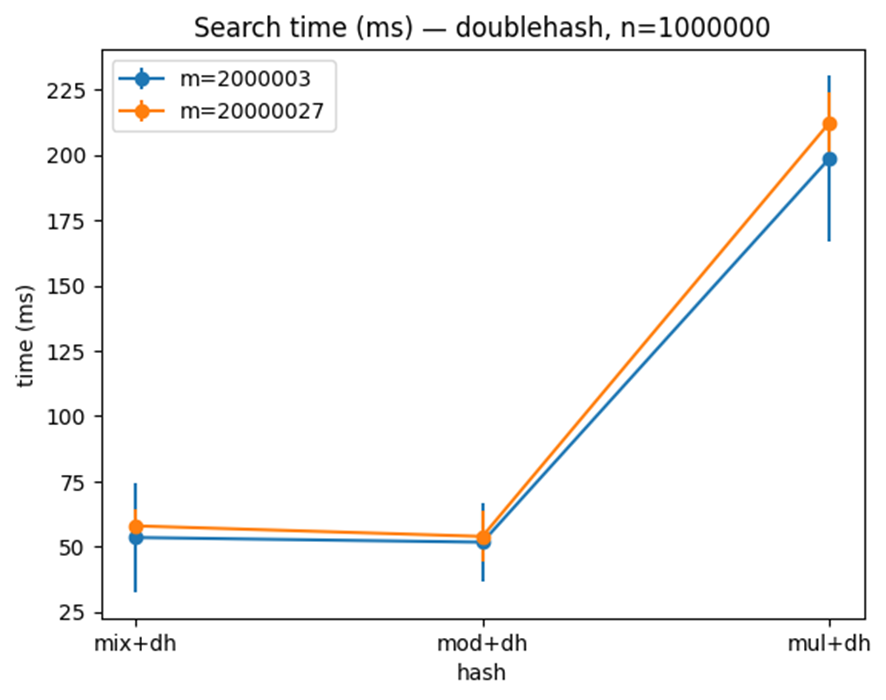 Search time (ms) — doublehash, n=1000000
m=2000003
m=20000027
225
200
175
150
125
100
75
50
25
time (ms)
mix+dh
mod+dh
mul+dh
hash